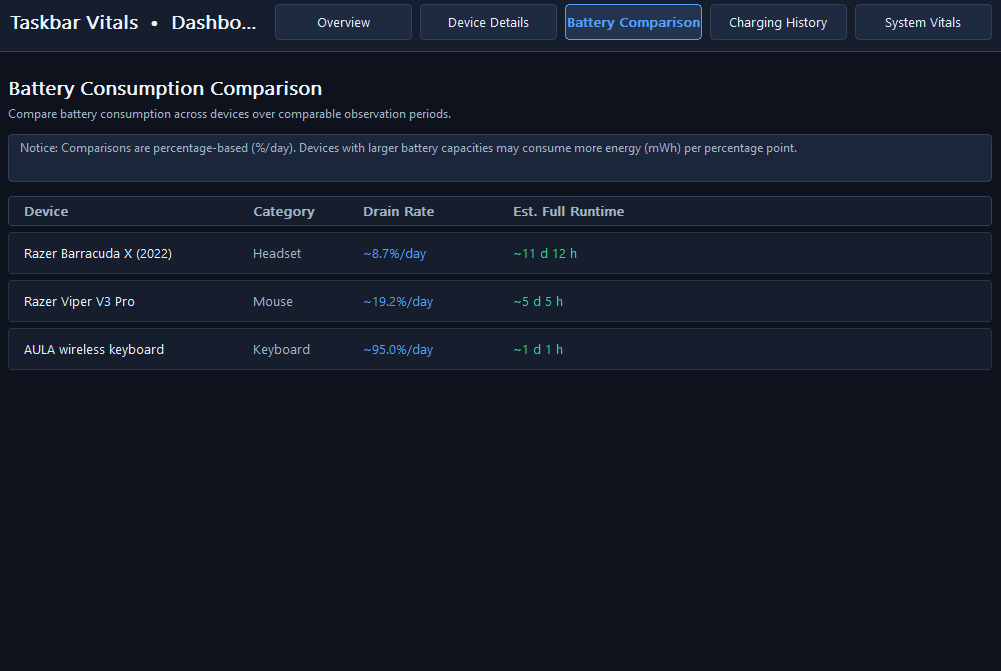 Taskbar Vitals • Dashbo...
Overview
Device Details
Battery Comparison
Charging History
System Vitals
Battery Consumption Comparison
Compare battery consumption across devices over comparable observation periods.
Notice: Comparisons are percentage-based (%/day). Devices with larger battery capacities may consume more energy (mWh) per percentage point.
Device Category Drain Rate Est. Full Runtime
Razer Barracuda X (2022) Headset ~8.7%/day ~11 d 12 h
Razer Viper V3 Pro Mouse ~19.2%/day ~5 d 5 h
AULA wireless keyboard Keyboard ~95.0%/day ~1 d 1 h